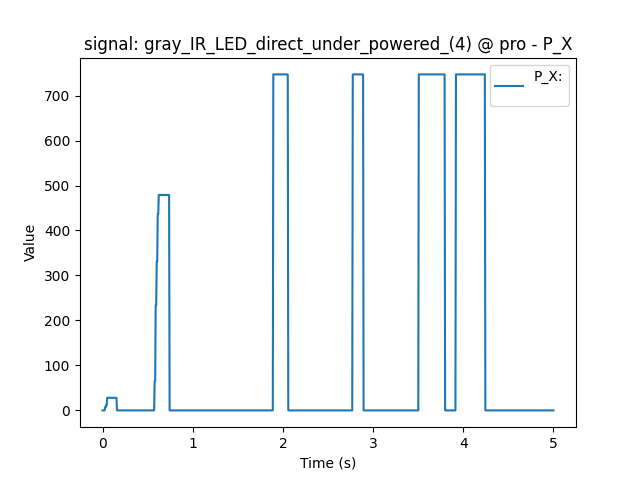 signal: gray_IR_LED_direct_under_powered_(4) @ pro - P_X
P_X:
Value
700
600
500
400
300
200
100
0
0 1 2 3 4 5
Time (s)